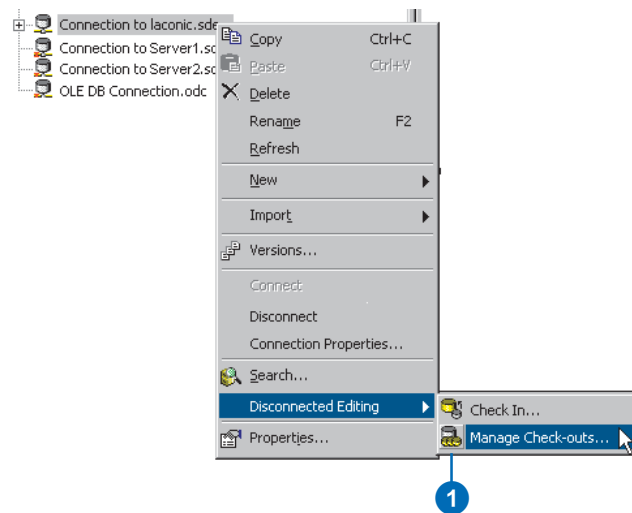 Connection to laconic.sde
Connection to Server1.sd
Connection to Server2.sd
OLE DB Connection.odc
Copy Ctrl+C
Paste Ctrl+V
Delete
Rename F2
Refresh
New
Import
Versions...
Connect
Disconnect
Connection Properties...
Search...
Disconnected Editing
Properties...
Check In...
Manage Check-outs...
1